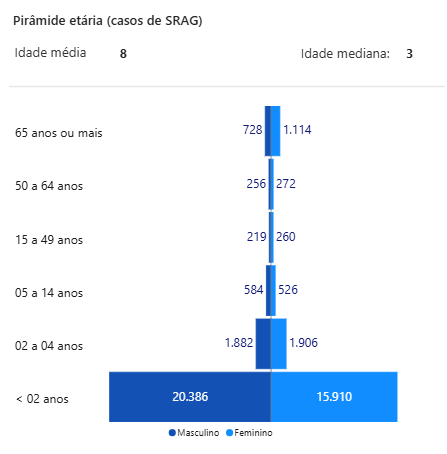 Pirâmide etária (casos de SRAG)
Idade média 8 Idade mediana: 3
65 anos ou mais 728 1.114
50 a 64 anos 256 272
15 a 49 anos 219 260
05 a 14 anos 584 526
02 a 04 anos 1.882 1.906
< 02 anos 20.386 15.910
Masculino Feminino